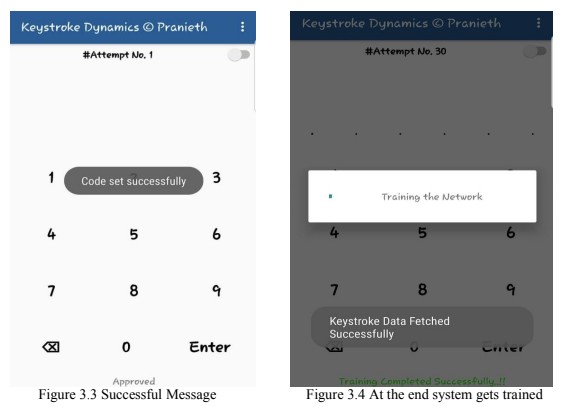 Keystroke Dynamics © Pranieth
#Attempt No. 1
1 3
Code set successfully
4 5 6
7 8 9
0 Enter
Approved
Figure 3.3 Successful Message
Keystroke Dynamics © Pranieth
#Attempt No. 30
Training the Network
4 5 6
7 8 9
Keystroke Data Fetched
Successfully
0 Enter
Training Completed Successfully..!!
Figure 3.4 At the end system gets trained